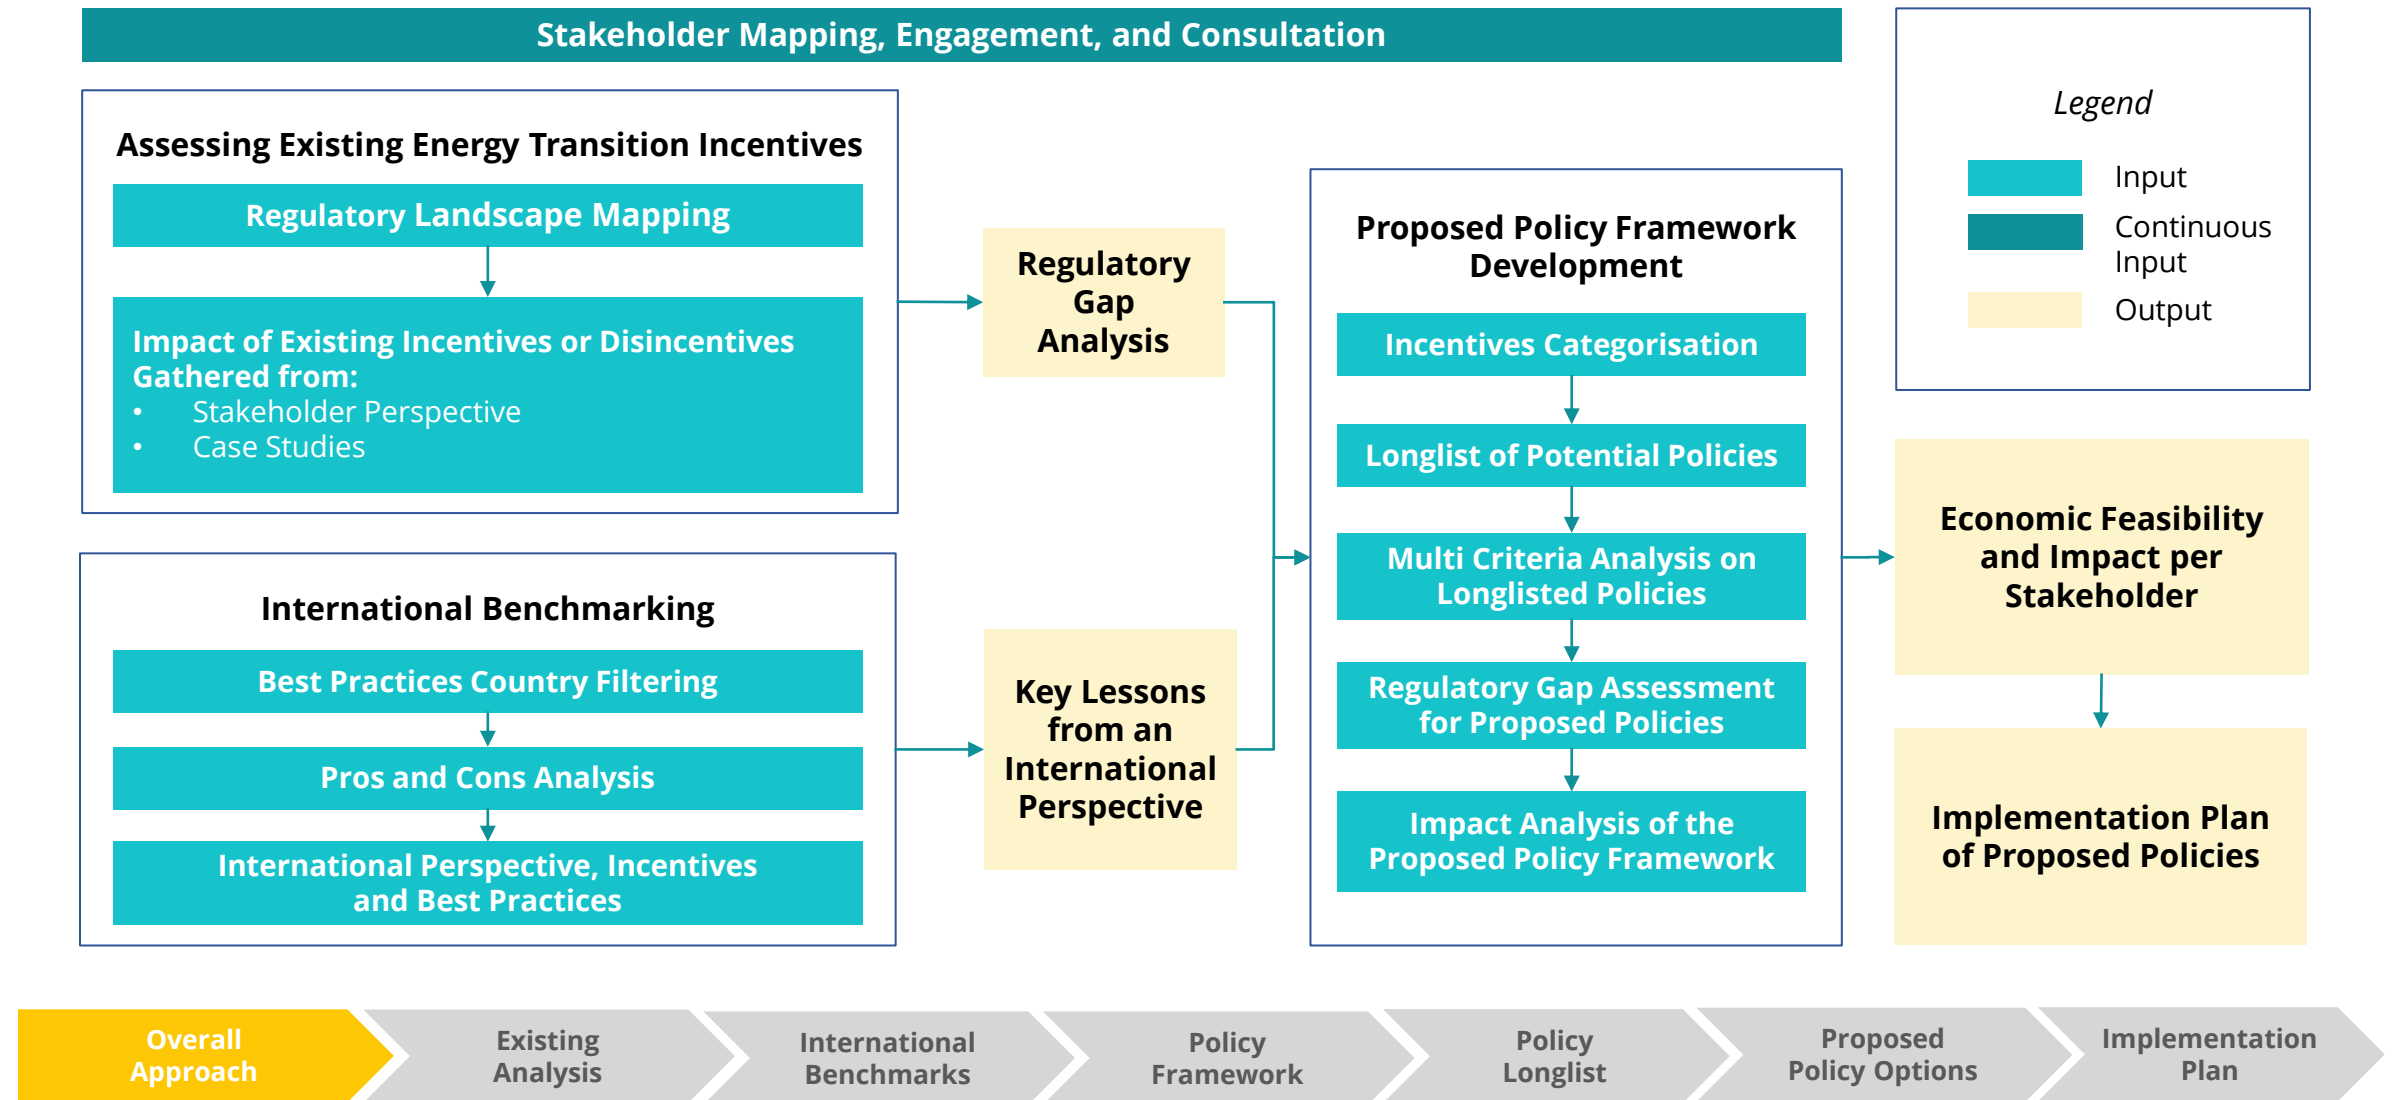 Stakeholder Mapping, Engagement, and Consultation
Assessing Existing Energy Transition Incentives
Regulatory Landscape Mapping
Impact of Existing Incentives or Disincentives
Gathered from:
• Stakeholder Perspective
• Case Studies
International Benchmarking
Best Practices Country Filtering
Pros and Cons Analysis
International Perspective, Incentives
and Best Practices
Regulatory
Gap
Analysis
Key Lessons
from an
International
Perspective
Proposed Policy Framework
Development
Incentives Categorisation
Longlist of Potential Policies
Multi Criteria Analysis on
Longlisted Policies
Regulatory Gap Assessment
for Proposed Policies
Impact Analysis of the
Proposed Policy Framework
Legend
Input
Continuous
Input
Output
Economic Feasibility
and Impact per
Stakeholder
Implementation Plan
of Proposed Policies
Overall
Approach
Existing
Analysis
International
Benchmarks
Policy
Framework
Policy
Longlist
Proposed
Policy Options
Implementation
Plan